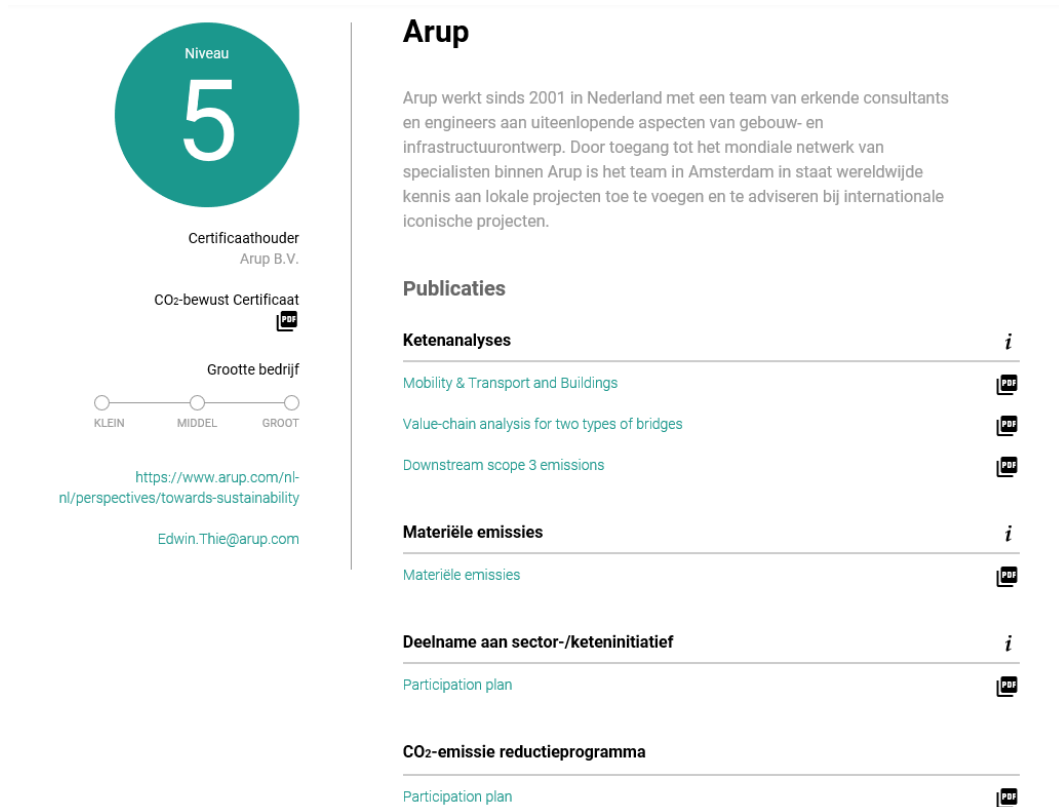 Niveau
5
Certificaathouder
Arup B.V.
CO₂-bewust Certificaat
PDF
Grootte bedrijf
KLEIN MIDDEL GROOT
https://www.arup.com/nl-
nl/perspectives/towards-sustainability
Edwin.Thie@arup.com
Arup
Arup werkt sinds 2001 in Nederland met een team van erkende consultants
en engineers aan uiteenlopende aspecten van gebouw- en
infrastructuurontwerp. Door toegang tot het mondiale netwerk van
specialisten binnen Arup is het team in Amsterdam in staat wereldwijde
kennis aan lokale projecten toe te voegen en te adviseren bij internationale
iconische projecten.
Publicaties
Ketenanalyses i
Mobility & Transport and Buildings PDF
Value-chain analysis for two types of bridges PDF
Downstream scope 3 emissions PDF
Materiële emissies i
Materiële emissies PDF
Deelname aan sector-/keteninitiatief i
Participation plan PDF
CO₂-emissie reductieprogramma
Participation plan PDF